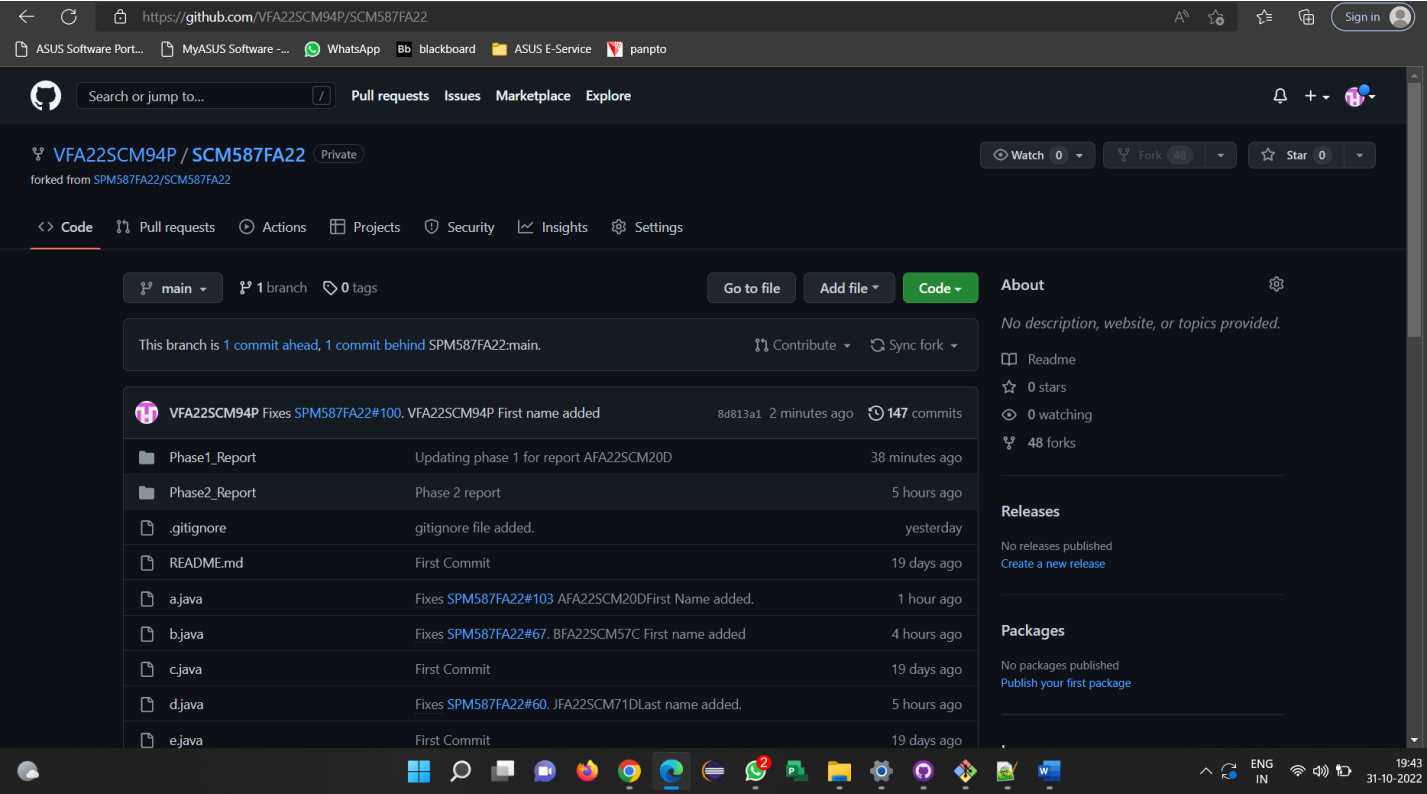 https://github.com/VFA22SCM94P/SCM587FA22
Sign in
ASUS Software Port... MyASUS Software -... WhatsApp Bb blackboard ASUS E-Service panpto
Search or jump to... / Pull requests Issues Marketplace Explore
VFA22SCM94P / SCM587FA22 Private
Watch 0 Fork 48 Star 0
forked from SPM587FA22/SCM587FA22
Code Pull requests Actions Projects Security Insights Settings
main 1 branch 0 tags Go to file Add file Code
This branch is 1 commit ahead, 1 commit behind SPM587FA22:main. Contribute Sync fork
VFA22SCM94P Fixes SPM587FA22#100. VFA22SCM94P First name added 8d813a1 2 minutes ago 147 commits
Phase1_Report Updating phase 1 for report AFA22SCM20D 38 minutes ago
Phase2_Report Phase 2 report 5 hours ago
.gitignore gitignore file added. yesterday
README.md First Commit 19 days ago
a.java Fixes SPM587FA22#103 AFA22SCM20DFirst Name added. 1 hour ago
b.java Fixes SPM587FA22#67. BFA22SCM57C First name added 4 hours ago
c.java First Commit 19 days ago
d.java Fixes SPM587FA22#60. JFA22SCM71DLast name added. 5 hours ago
e.java First Commit 19 days ago
About
No description, website, or topics provided.
Readme
0 stars
0 watching
48 forks
Releases
No releases published
Create a new release
Packages
No packages published
Publish your first package
2
ENG
IN
19:43
31-10-2022